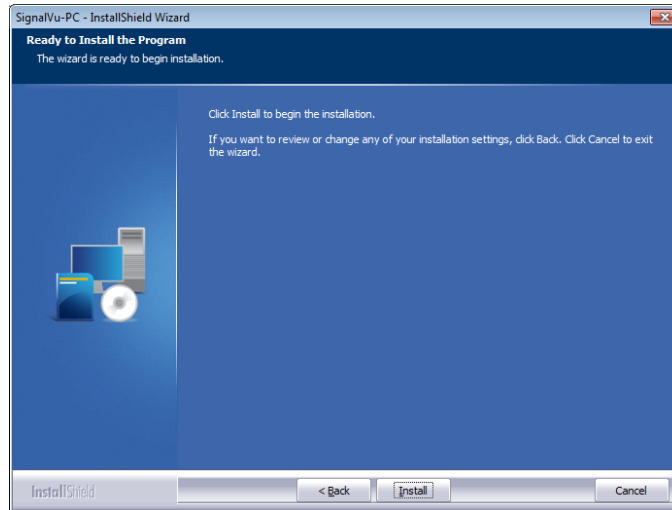 SignalVu-PC - InstallShield Wizard
Ready to Install the Program
The wizard is ready to begin installation.
Click Install to begin the installation.
If you want to review or change any of your installation settings, click Back. Click Cancel to exit
the wizard.
InstallShield
< Back
Install
Cancel